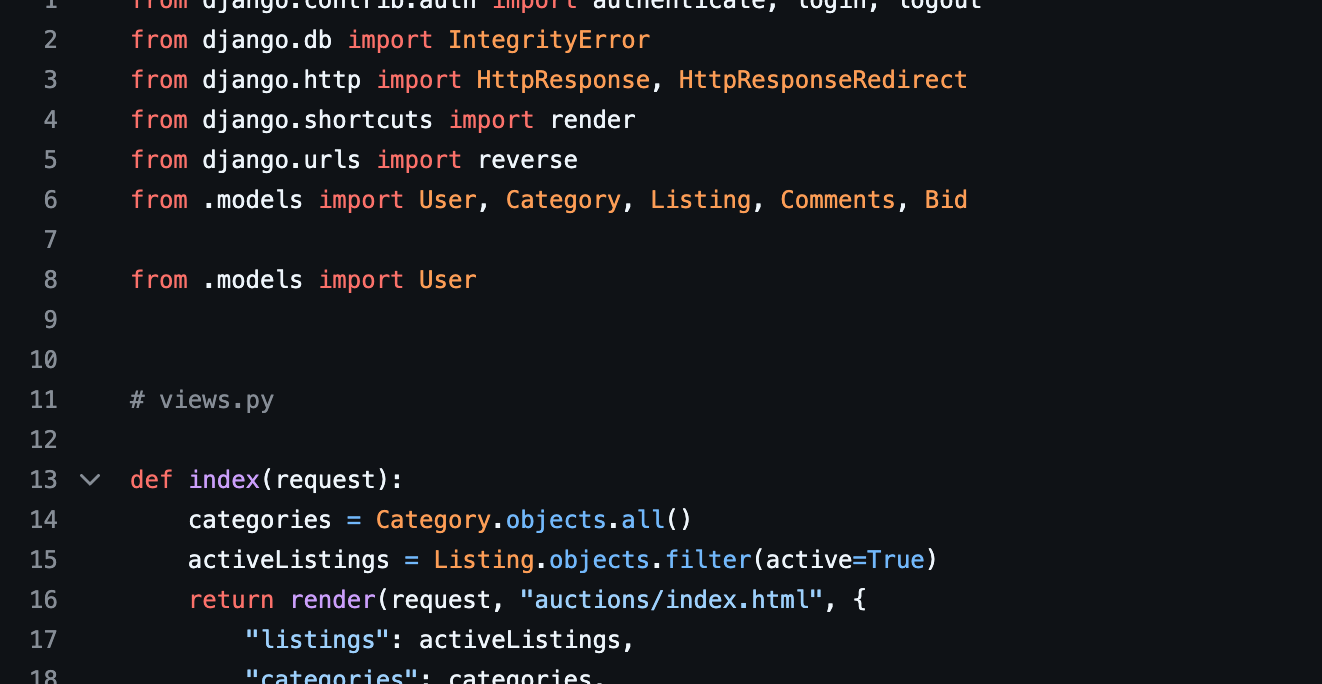 1 from django.contrib.auth import authenticate, login, logout
2 from django.db import IntegrityError
3 from django.http import HttpResponse, HttpResponseRedirect
4 from django.shortcuts import render
5 from django.urls import reverse
6 from .models import User, Category, Listing, Comments, Bid
7
8 from .models import User
9
10
11 # views.py
12
13 def index(request):
14     categories = Category.objects.all()
15     activeListings = Listing.objects.filter(active=True)
16     return render(request, "auctions/index.html", {
17         "listings": activeListings,
18         "categories": categories,